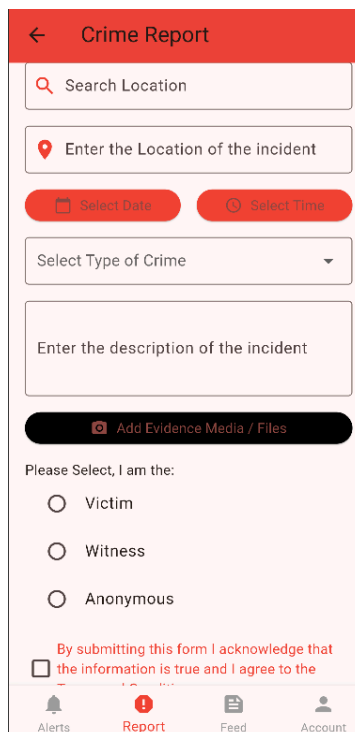 Crime Report
Search Location
Enter the Location of the incident
Select Date
Select Time
Select Type of Crime
Enter the description of the incident
Add Evidence Media / Files
Please Select, I am the:
Victim
Witness
Anonymous
By submitting this form I acknowledge that
the information is true and I agree to the
Alerts
Report
Feed
Account